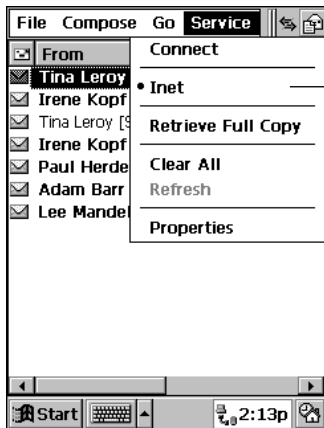 File Compose Go Service
From
Connect
Tina Leroy
Inet
Irene Kopf
Tina Leroy [S
Retrieve Full Copy
Irene Kopf
Paul Herde
Clear All
Adam Barr
Refresh
Lee Mandel
Properties
Start
2:13p